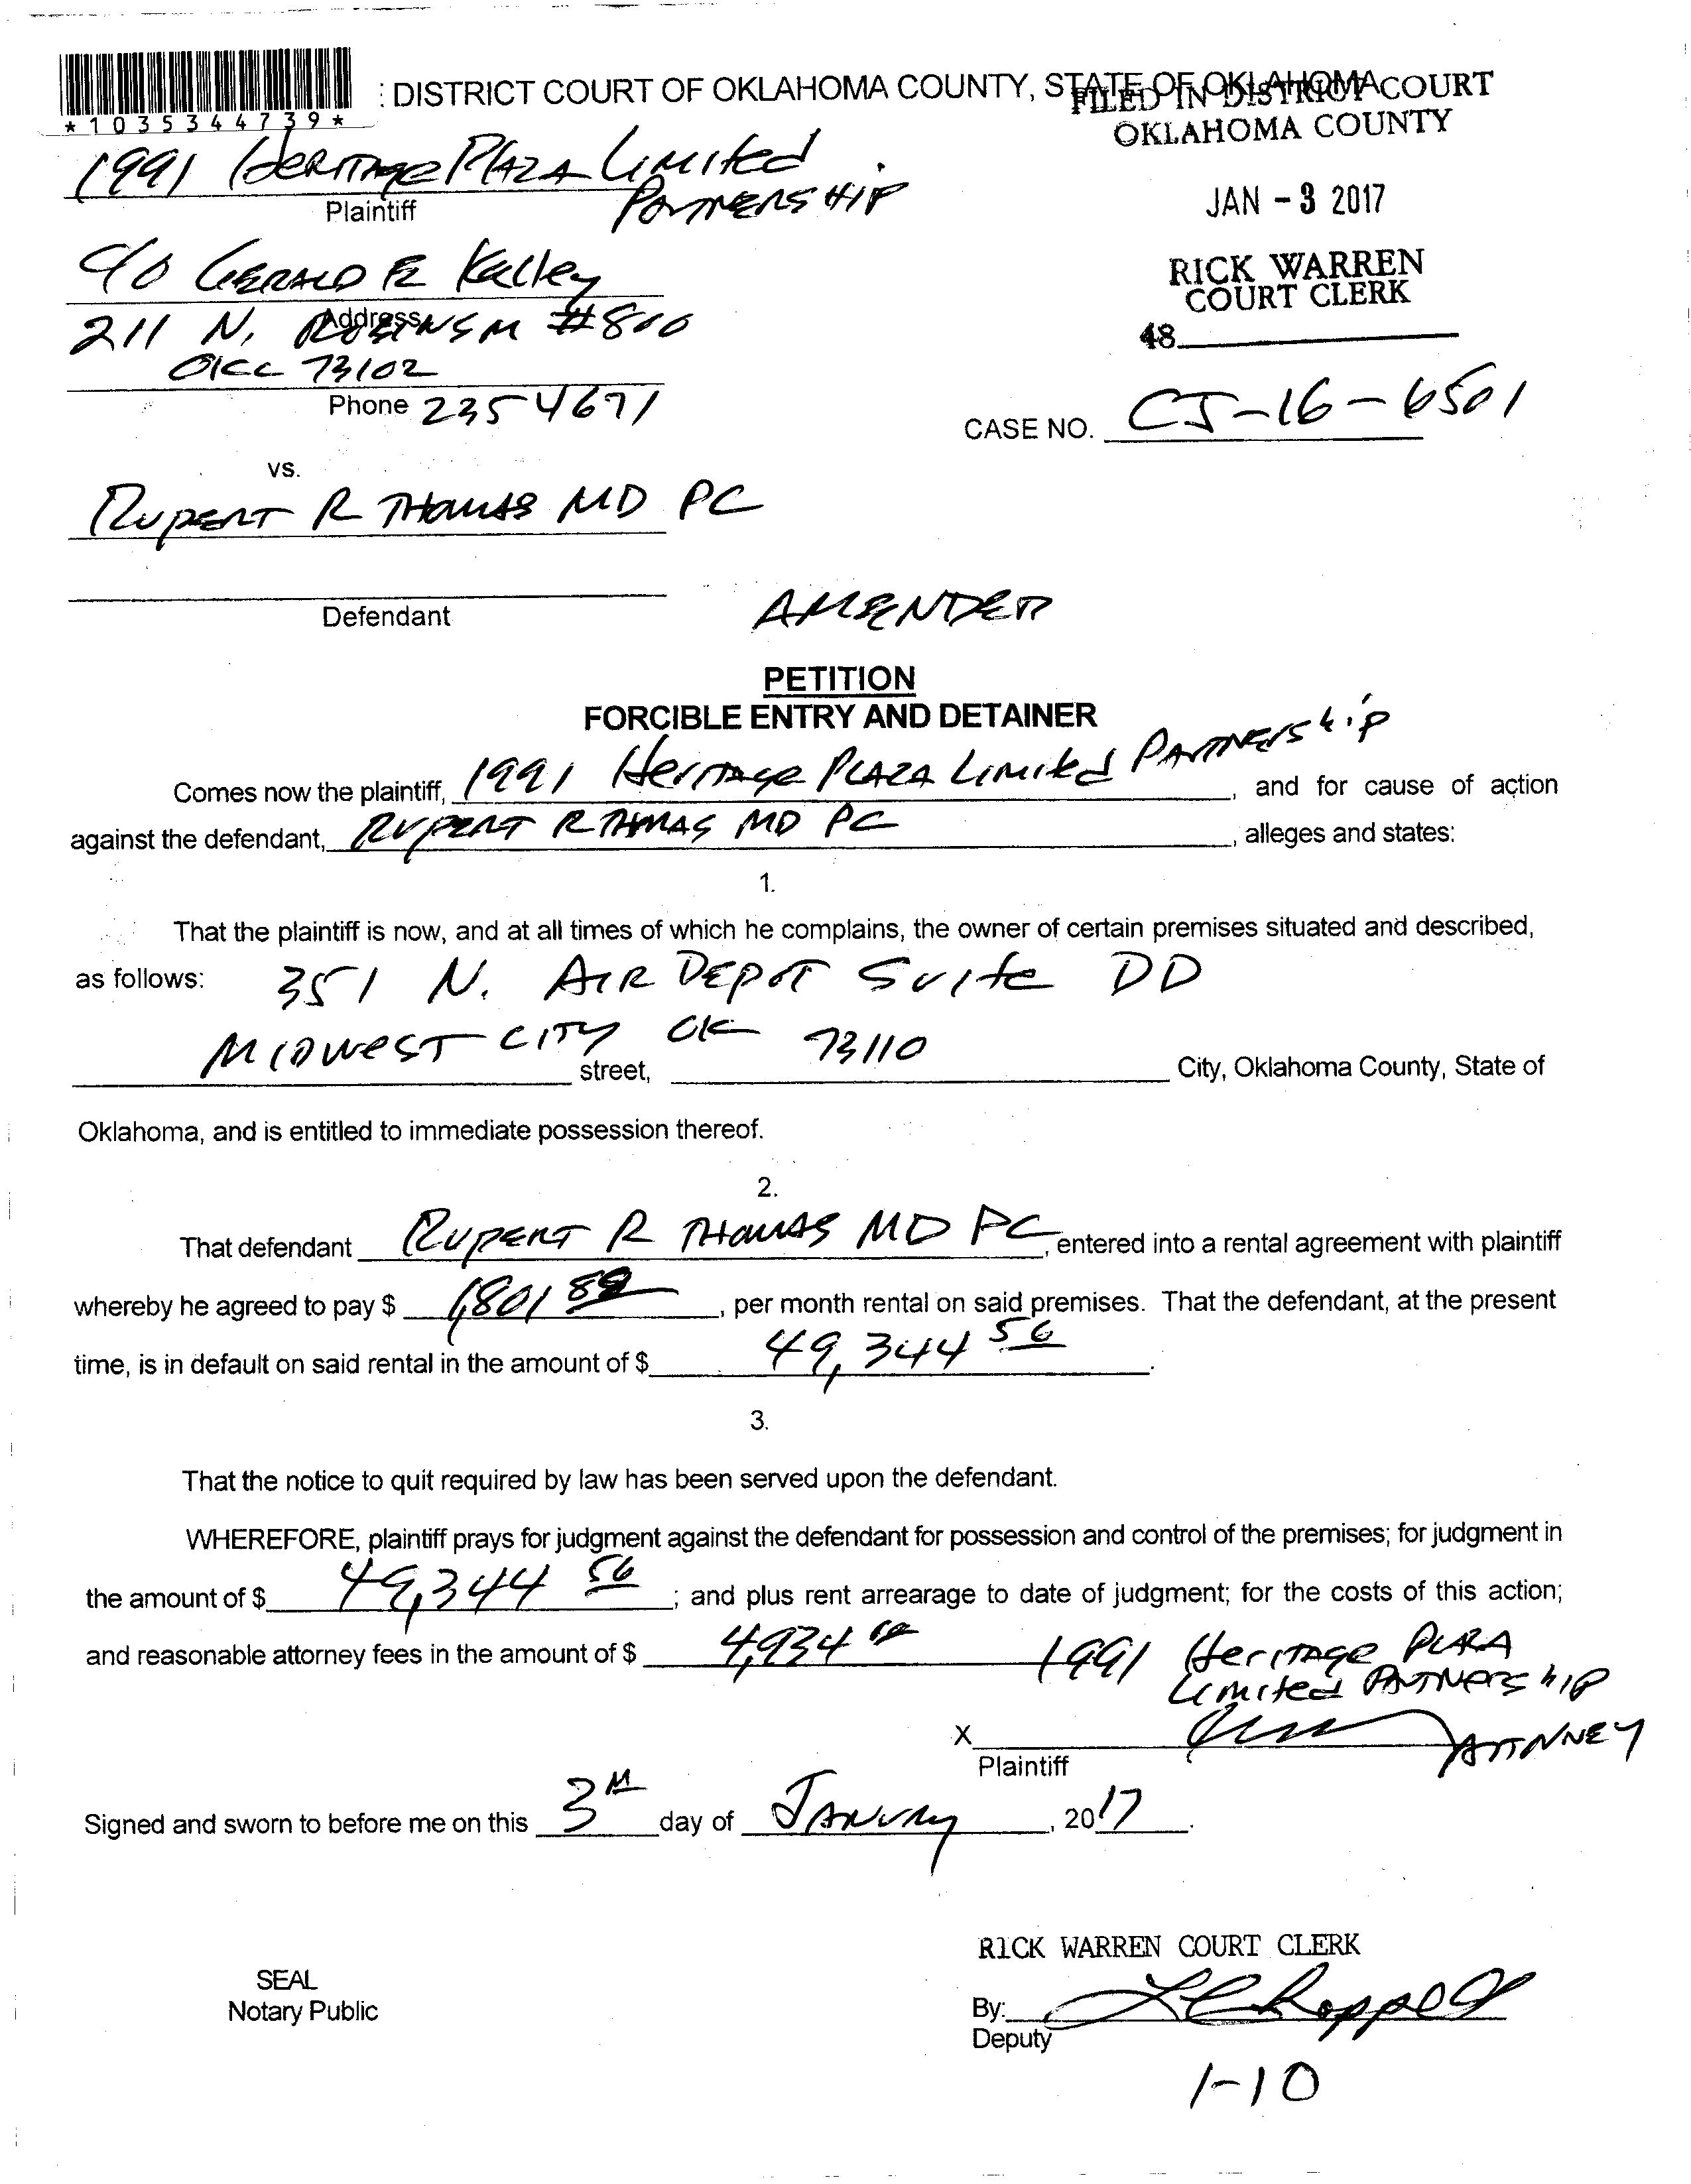 *1035344739*
: DISTRICT COURT OF OKLAHOMA COUNTY, STATE OF OKLAHOMA
FILED IN DISTRICT COURT
OKLAHOMA COUNTY
JAN - 3 2017
RICK WARREN
COURT CLERK
48
1991 Heritage Plaza Limited
Partnership
Plaintiff
c/o Gerald E Kelley
Address
211 N. Robinson #800
OKC 73102
Phone 235 4671
CASE NO. CJ-16-6501
vs.
Rupert R Thomas MD PC
Defendant
AMENDED
PETITION
FORCIBLE ENTRY AND DETAINER
Comes now the plaintiff, 1991 Heritage Plaza Limited Partnership, and for cause of action
against the defendant, Rupert R Thomas MD PC, alleges and states:
1.
That the plaintiff is now, and at all times of which he complains, the owner of certain premises situated and described,
as follows: 351 N. Air Depot Suite DD
Midwest City OK 73110
street, City, Oklahoma County, State of
Oklahoma, and is entitled to immediate possession thereof.
2.
That defendant Rupert R Thomas MD PC, entered into a rental agreement with plaintiff
whereby he agreed to pay $ 1,801, per month rental on said premises. That the defendant, at the present
time, is in default on said rental in the amount of $ 49,344 56.
3.
That the notice to quit required by law has been served upon the defendant.
WHEREFORE, plaintiff prays for judgment against the defendant for possession and control of the premises; for judgment in
the amount of $ 49,344 56; and plus rent arrearage to date of judgment; for the costs of this action;
and reasonable attorney fees in the amount of $ 4,934
1991 Heritage Plaza
Limited Partnership
X Attorney
Plaintiff
Signed and sworn to before me on this 3rd day of January, 2017.
RICK WARREN COURT CLERK
SEAL
Notary Public
By:
Deputy
1-10